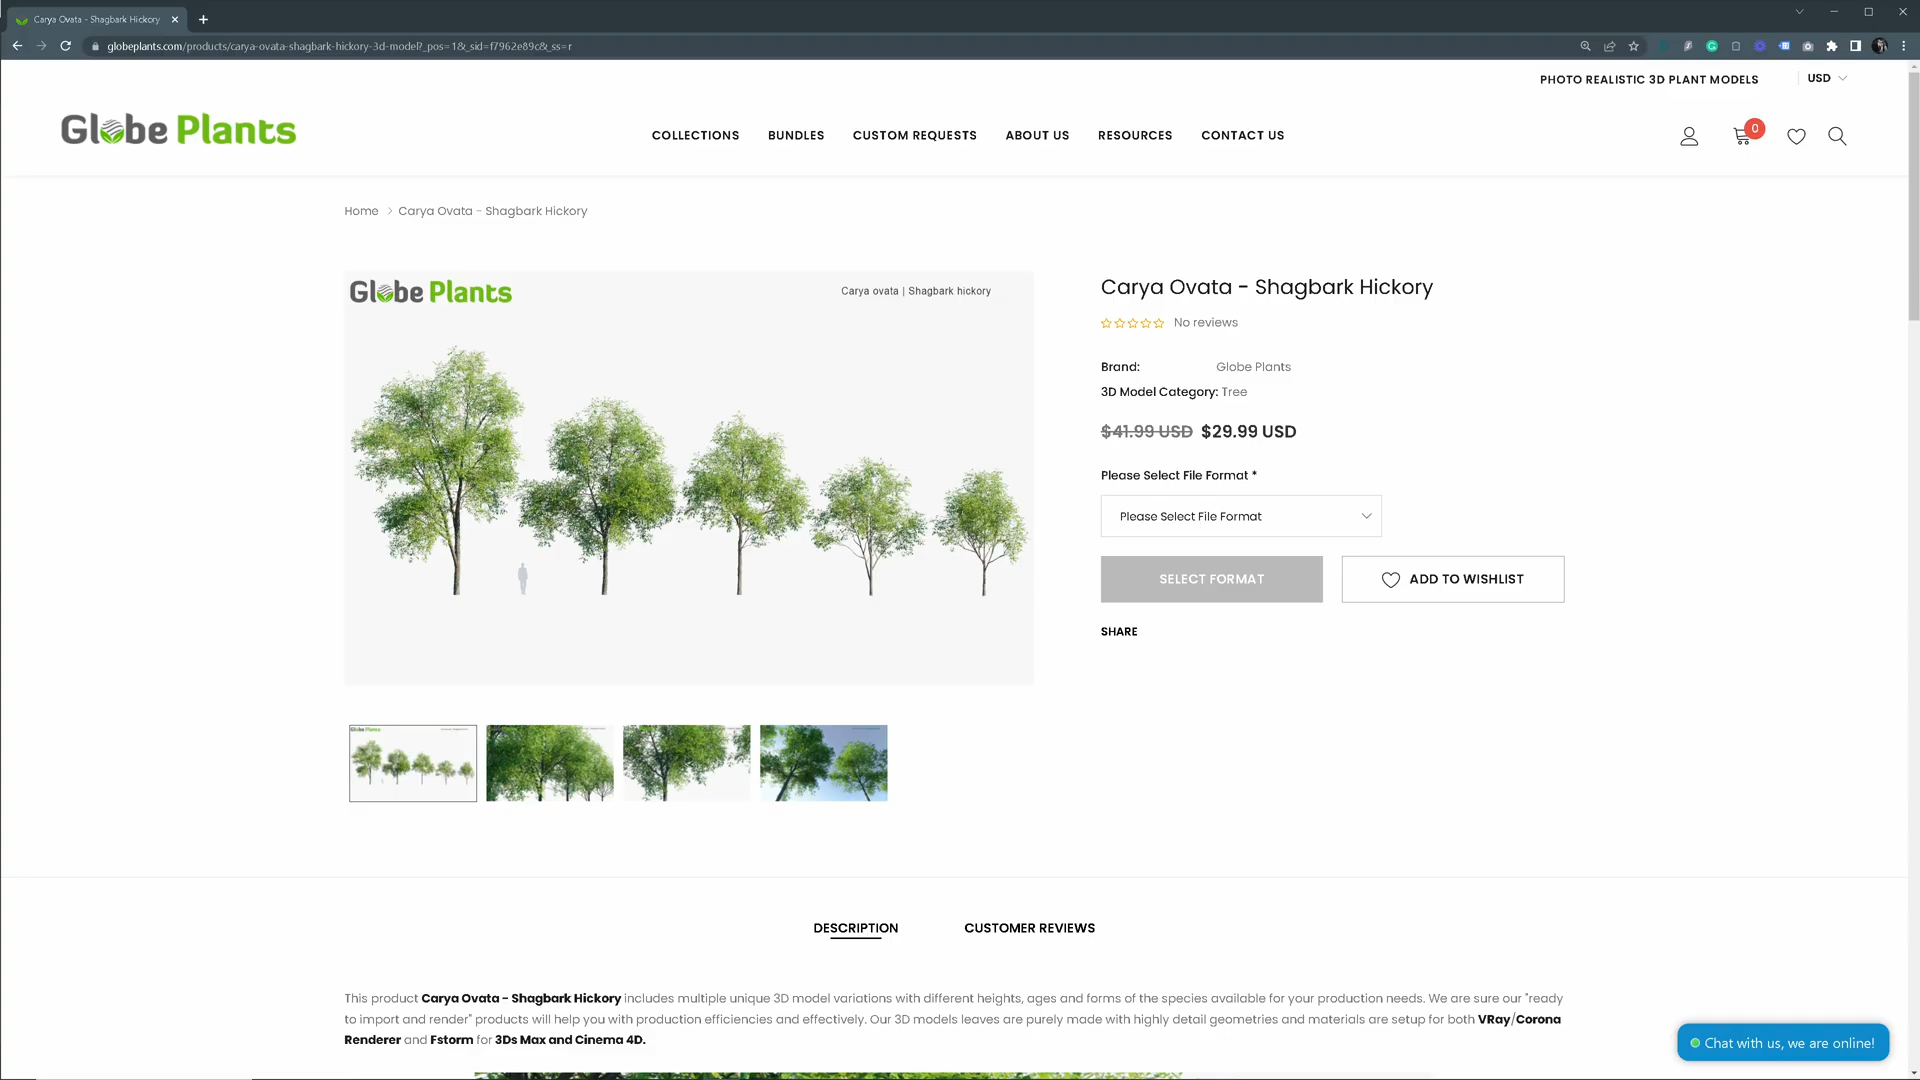 Carya Ovata - Shagbark Hickory
globeplants.com/products/carya-ovata-shagbark-hickory-3d-model?_pos=1&_sid=f7962e89c&_ss=r
PHOTO REALISTIC 3D PLANT MODELS
USD
Globe Plants
COLLECTIONS
BUNDLES
CUSTOM REQUESTS
ABOUT US
RESOURCES
CONTACT US
0
Home > Carya Ovata - Shagbark Hickory
Globe Plants
Carya ovata | Shagbark hickory
Carya Ovata - Shagbark Hickory
No reviews
Brand: Globe Plants
3D Model Category: Tree
$41.99 USD $29.99 USD
Please Select File Format *
Please Select File Format
SELECT FORMAT
ADD TO WISHLIST
SHARE
Globe Plants
DESCRIPTION
CUSTOMER REVIEWS
This product Carya Ovata - Shagbark Hickory includes multiple unique 3D model variations with different heights, ages and forms of the species available for your production needs. We are sure our "ready
to import and render" products will help you with production efficiencies and effectively. Our 3D models leaves are purely made with highly detail geometries and materials are setup for both VRay/Corona
Renderer and Fstorm for 3Ds Max and Cinema 4D.
Chat with us, we are online!